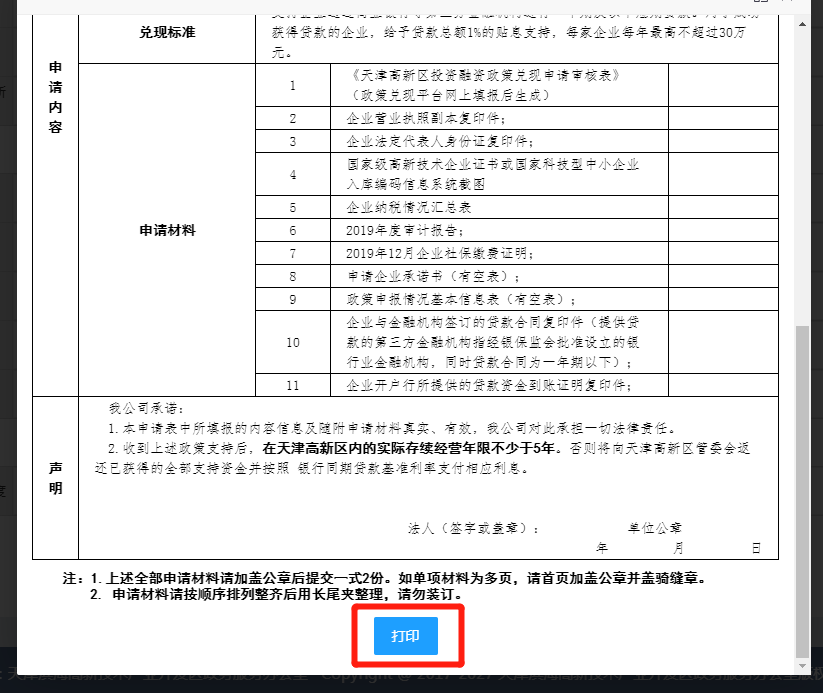 兑现标准
获得贷款的企业，给予贷款总额1%的贴息支持，每家企业每年最高不超过30万
元。
申请内容
申请材料
1
《天津高新区投资融资政策兑现申请审核表》
（政策兑现平台网上填报后生成）
2
企业营业执照副本复印件；
3
企业法定代表人身份证复印件；
4
国家级高新技术企业证书或国家科技型中小企业
入库编码信息系统截图
5
企业纳税情况汇总表
6
2019年度审计报告；
7
2019年12月企业社保缴费证明；
8
申请企业承诺书（有空表）；
9
政策申报情况基本信息表（有空表）；
10
企业与金融机构签订的贷款合同复印件（提供贷
款的第三方金融机构指经银保监会批准设立的银
行业金融机构，同时贷款合同为一年期以下）；
11
企业开户行所提供的贷款资金到账证明复印件；
声明
我公司承诺：
1.本申请表中所填报的内容信息及随附申请材料真实、有效，我公司对此承担一切法律责任。
2.收到上述政策支持后，在天津高新区内的实际存续经营年限不少于5年。否则将向天津高新区管委会返
还已获得的全部支持资金并按照 银行同期贷款基准利率支付相应利息。
法人（签字或盖章）： 单位公章
年 月 日
注：1.上述全部申请材料请加盖公章后提交一式2份。如单项材料为多页，请首页加盖公章并盖骑缝章。
2. 申请材料请按顺序排列整齐后用长尾夹整理，请勿装订。
打印